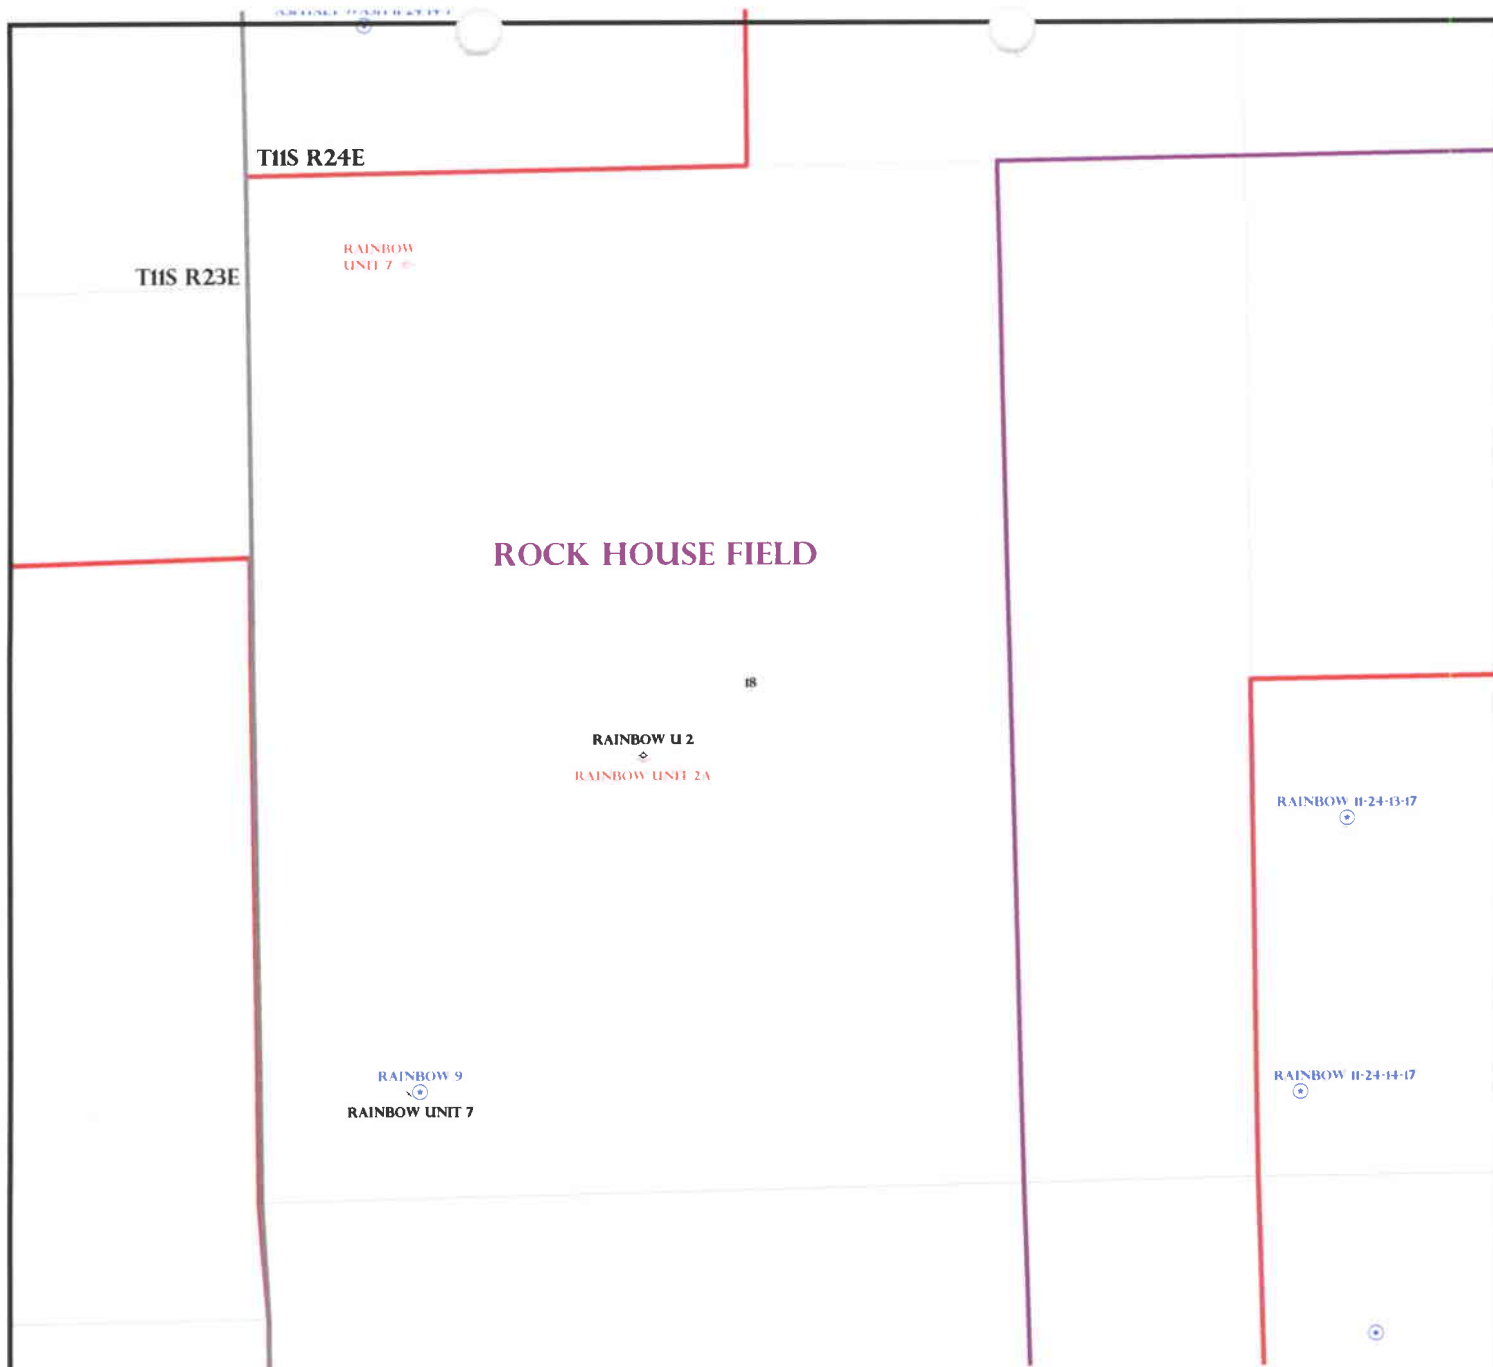 T11S R24E
RAINBOW
UNIT 7
T11S R23E
ROCK HOUSE FIELD
18
RAINBOW U 2
RAINBOW UNIT 2A
RAINBOW 11-24-13-17
RAINBOW 9
RAINBOW UNIT 7
RAINBOW 11-24-14-17